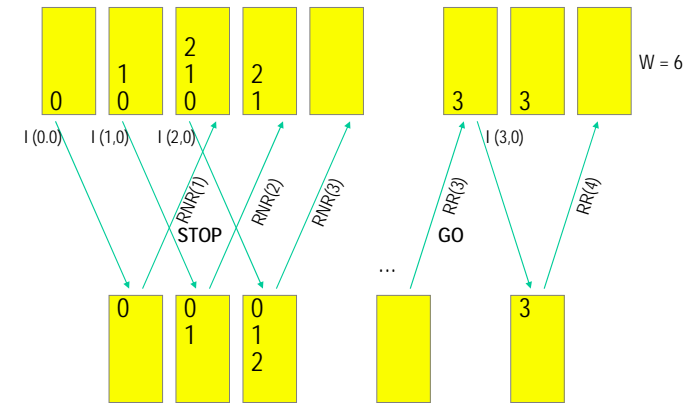 0
1
0
2
1
0
2
1
3
3
W = 6
I (0.0)
I (1,0)
I (2,0)
I (3,0)
RNR(1)
RNR(2)
RNR(3)
RR(3)
RR(4)
STOP
GO
...
0
0
1
0
1
2
3